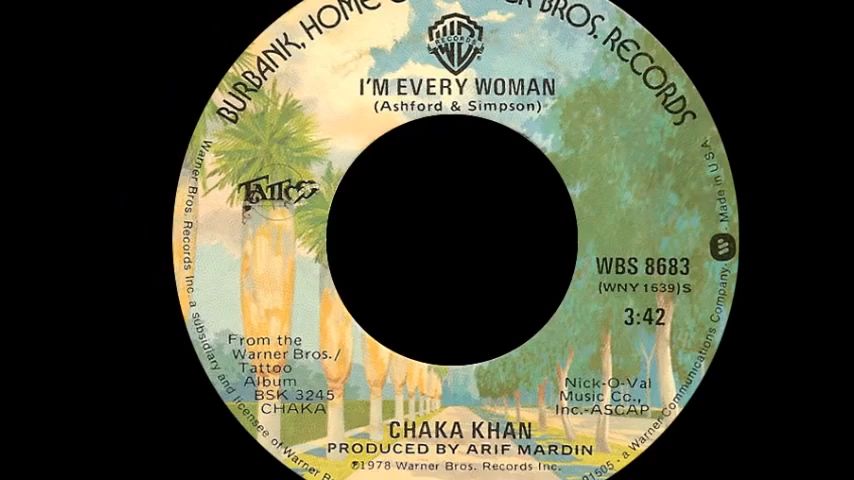 BURBANK, HOME BROS. RECORDS
WB
RECORDS
I'M EVERY WOMAN
(Ashford & Simpson)
TATTOO
WBS 8683
(WNY 1639)S
3:42
From the
Warner Bros./
Tattoo
Album
BSK 3245
CHAKA
Nick-O-Val
Music Co.,
Inc.-ASCAP
CHAKA KHAN
PRODUCED BY ARIF MARDIN
℗1978 Warner Bros. Records Inc.
Warner Bros. Records Inc. a subsidiary and licensee of Warner
91505 - a Warner Communications Company. Made in U.S.A.